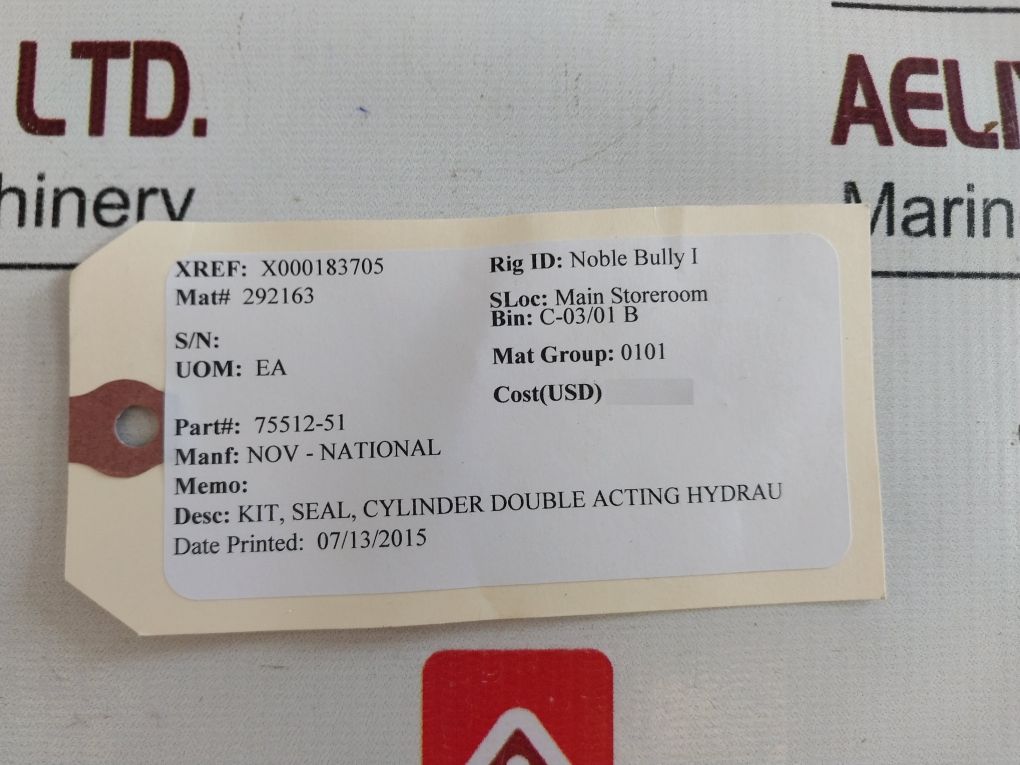 LTD.
AELI
hinery
Marin
XREF: X000183705
Mat# 292163
S/N:
UOM: EA
Rig ID: Noble Bully I
SLoc: Main Storeroom
Bin: C-03/01 B
Mat Group: 0101
Cost(USD)
Part#: 75512-51
Manf: NOV - NATIONAL
Memo:
Desc: KIT, SEAL, CYLINDER DOUBLE ACTING HYDRAU
Date Printed: 07/13/2015